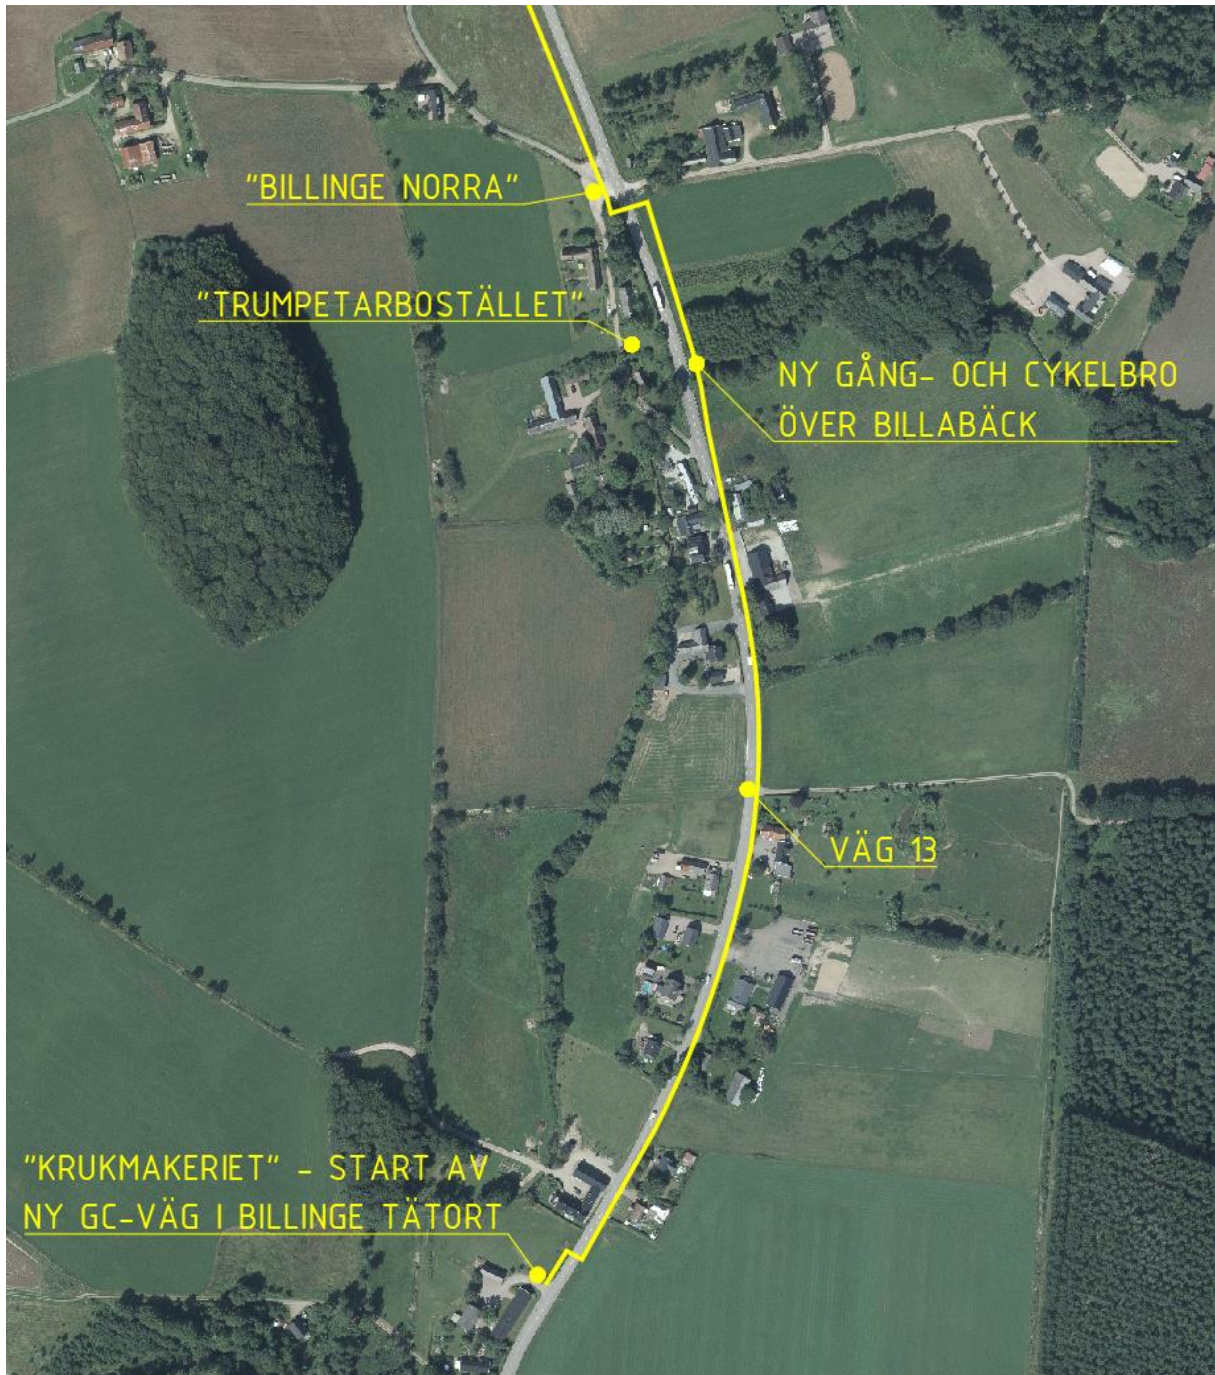 "BILLINGE NORRA"
"TRUMPETARBOSTÄLLET"
NY GÅNG- OCH CYKELBRO
ÖVER BILLABÄCK
VÄG 13
"KRUKMAKERIET" - START AV
NY GC-VÄG I BILLINGE TÄTORT